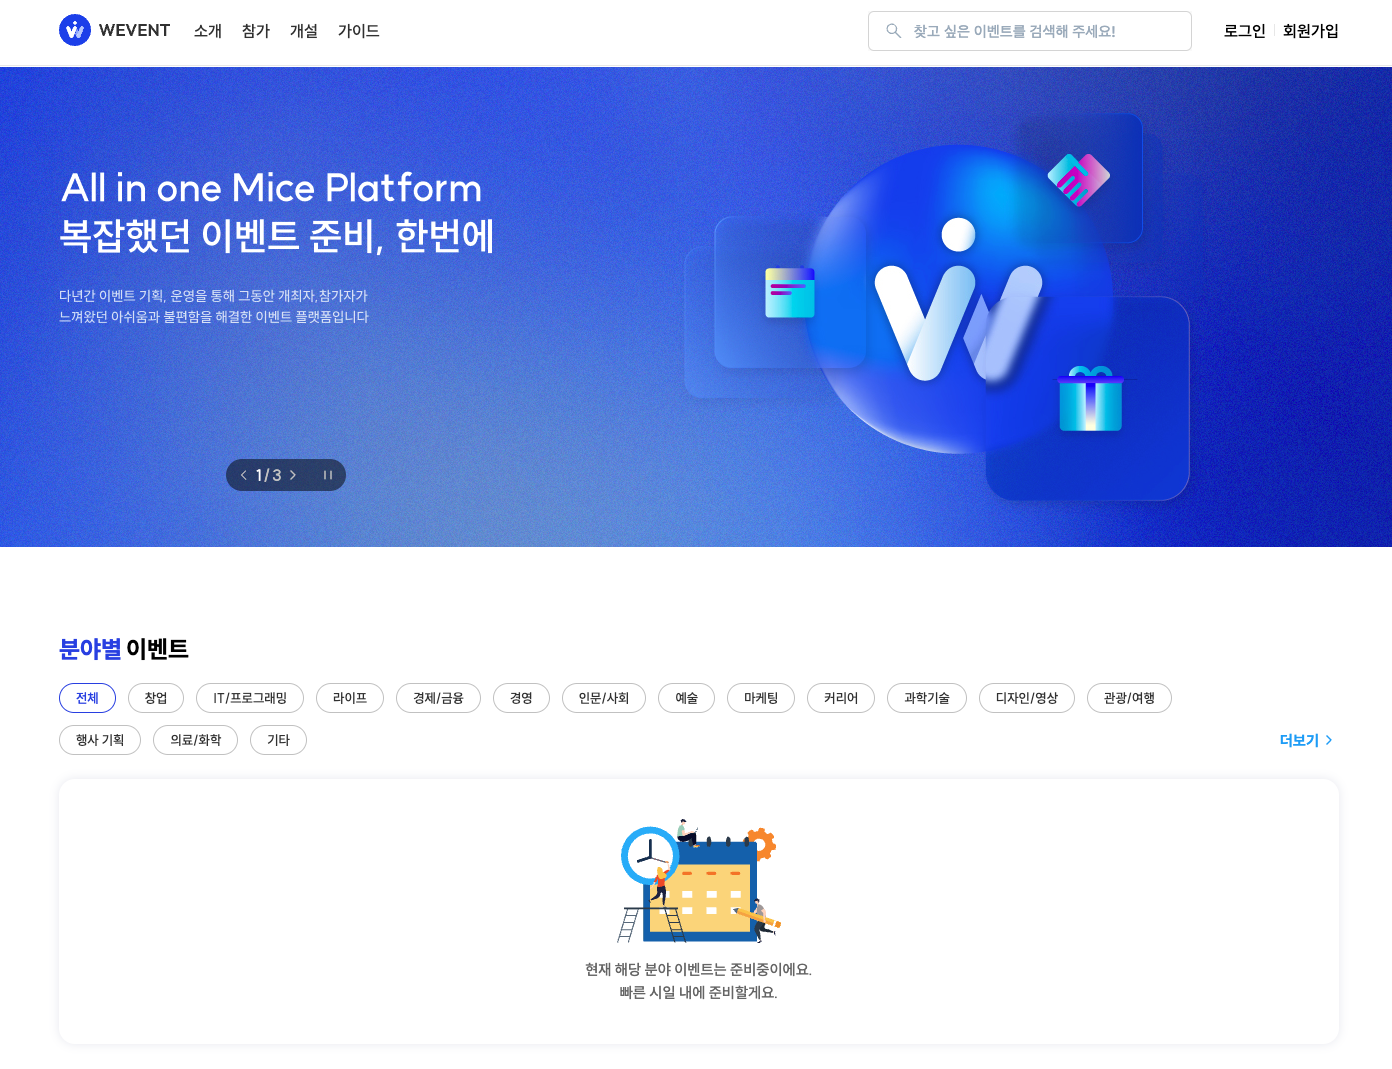 WEVENT 소개 참가 개설 가이드 찾고 싶은 이벤트를 검색해 주세요! 로그인 회원가입
All in one Mice Platform
복잡했던 이벤트 준비, 한번에
다년간 이벤트 기획, 운영을 통해 그동안 개최자,참가자가
느껴왔던 아쉬움과 불편함을 해결한 이벤트 플랫폼입니다
1/3
분야별 이벤트
전체 창업 IT/프로그래밍 라이프 경제/금융 경영 인문/사회 예술 마케팅 커리어 과학기술 디자인/영상 관광/여행
행사 기획 의료/화학 기타 더보기
현재 해당 분야 이벤트는 준비중이에요.
빠른 시일 내에 준비할게요.